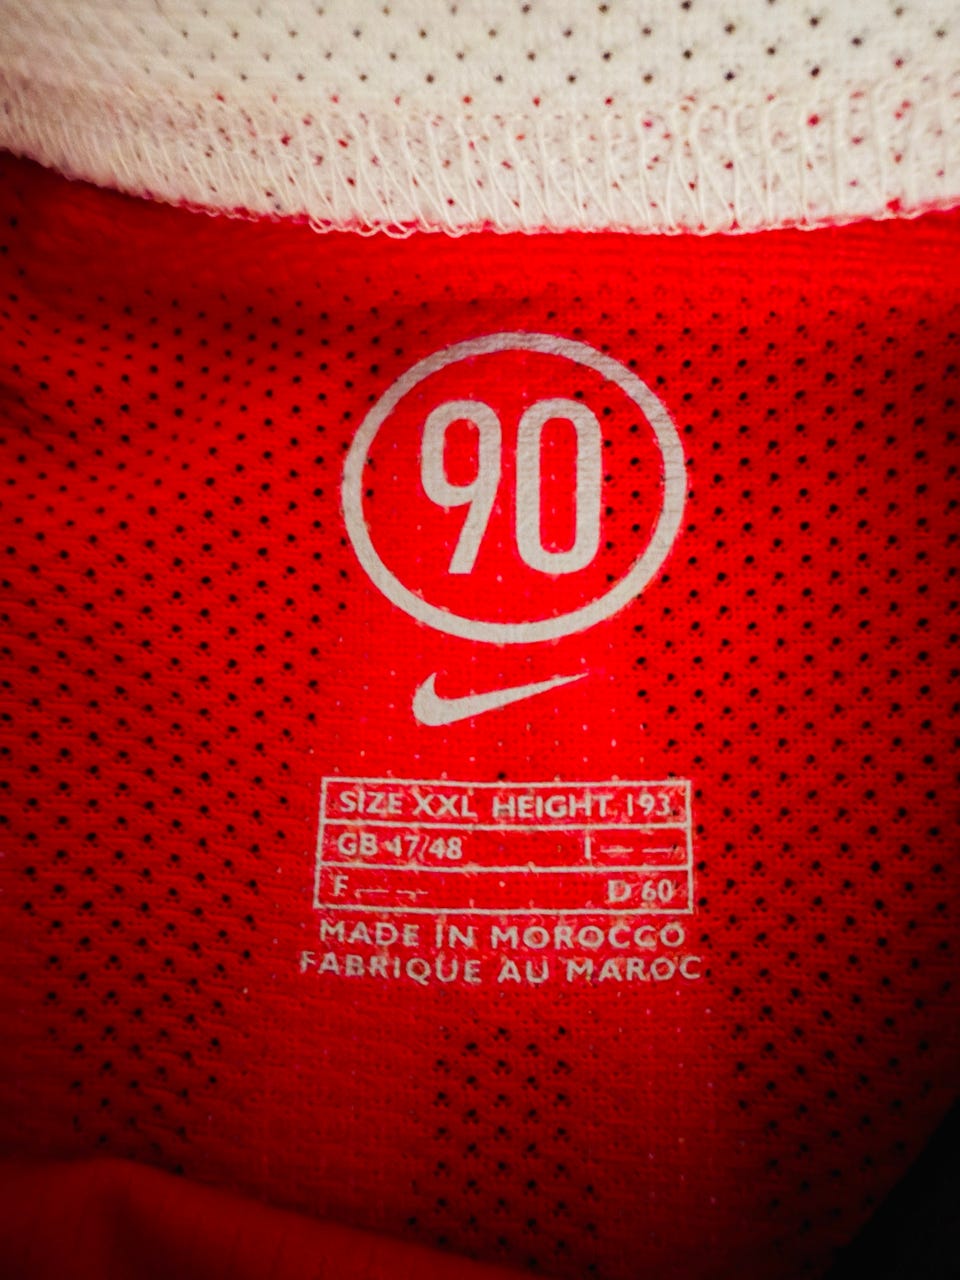 90
SIZE XXL HEIGHT 193
GB 47/48 I — —
F — — D 60
MADE IN MOROCCO
FABRIQUE AU MAROC